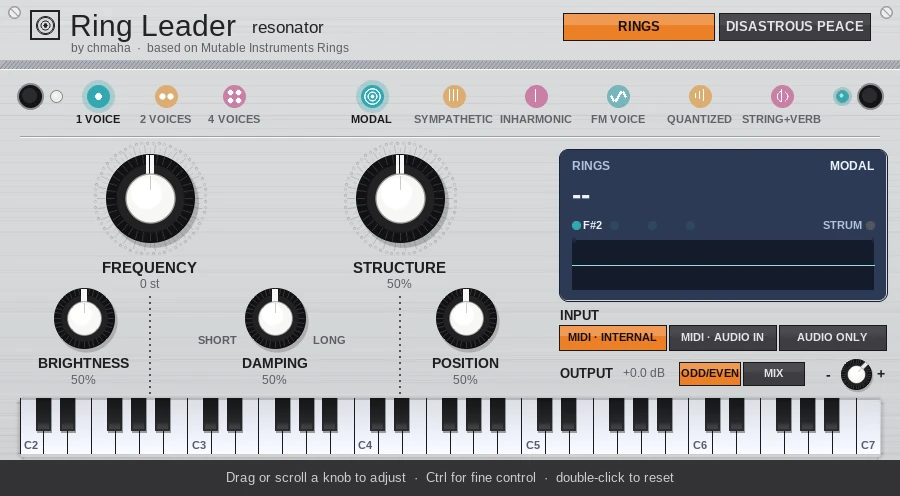 Ring Leader resonator
by chmaha · based on Mutable Instruments Rings
RINGS
DISASTROUS PEACE
1 VOICE
2 VOICES
4 VOICES
MODAL
SYMPATHETIC
INHARMONIC
FM VOICE
QUANTIZED
STRING+VERB
FREQUENCY
0 st
STRUCTURE
50%
BRIGHTNESS
50%
SHORT
LONG
DAMPING
50%
POSITION
50%
RINGS
MODAL
--
F#2
STRUM
INPUT
MIDI · INTERNAL
MIDI · AUDIO IN
AUDIO ONLY
OUTPUT +0.0 dB
ODD/EVEN
MIX
- +
C2 C3 C4 C5 C6 C7
Drag or scroll a knob to adjust · Ctrl for fine control · double-click to reset